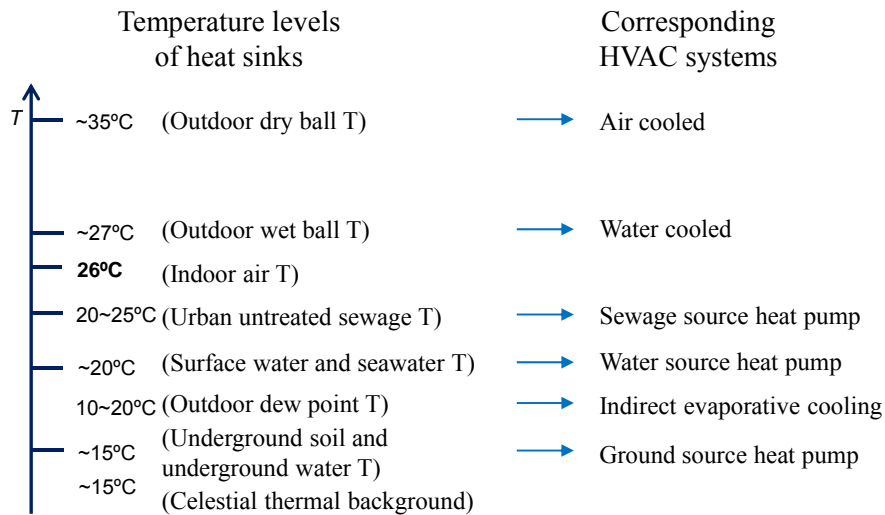 Temperature levels Corresponding
of heat sinks HVAC systems
T ~35ºC (Outdoor dry ball T) Air cooled
~27ºC (Outdoor wet ball T) Water cooled
26ºC (Indoor air T)
20~25ºC (Urban untreated sewage T) Sewage source heat pump
~20ºC (Surface water and seawater T) Water source heat pump
10~20ºC (Outdoor dew point T) Indirect evaporative cooling
~15ºC (Underground soil and
underground water T) Ground source heat pump
~15ºC (Celestial thermal background)